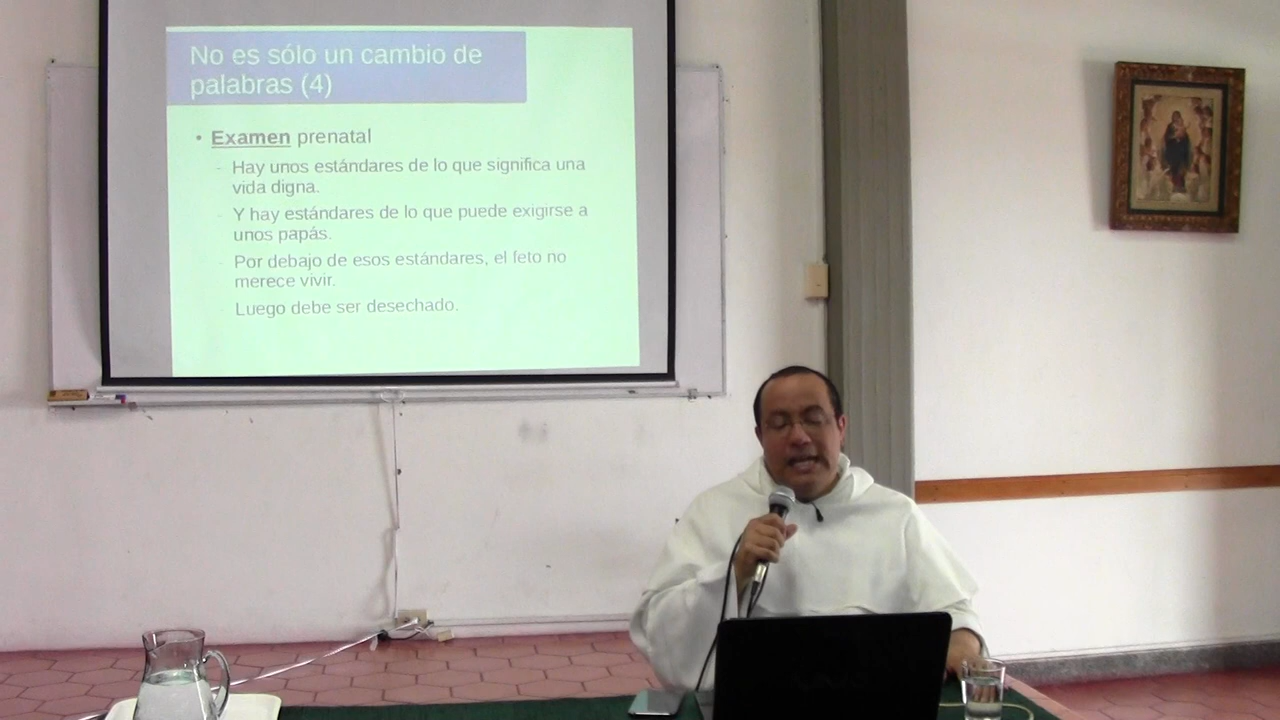 No es sólo un cambio de
palabras (4)
• Examen prenatal
- Hay unos estándares de lo que significa una
vida digna.
- Y hay estándares de lo que puede exigirse a
unos papás.
- Por debajo de esos estándares, el feto no
merece vivir.
- Luego debe ser desechado.